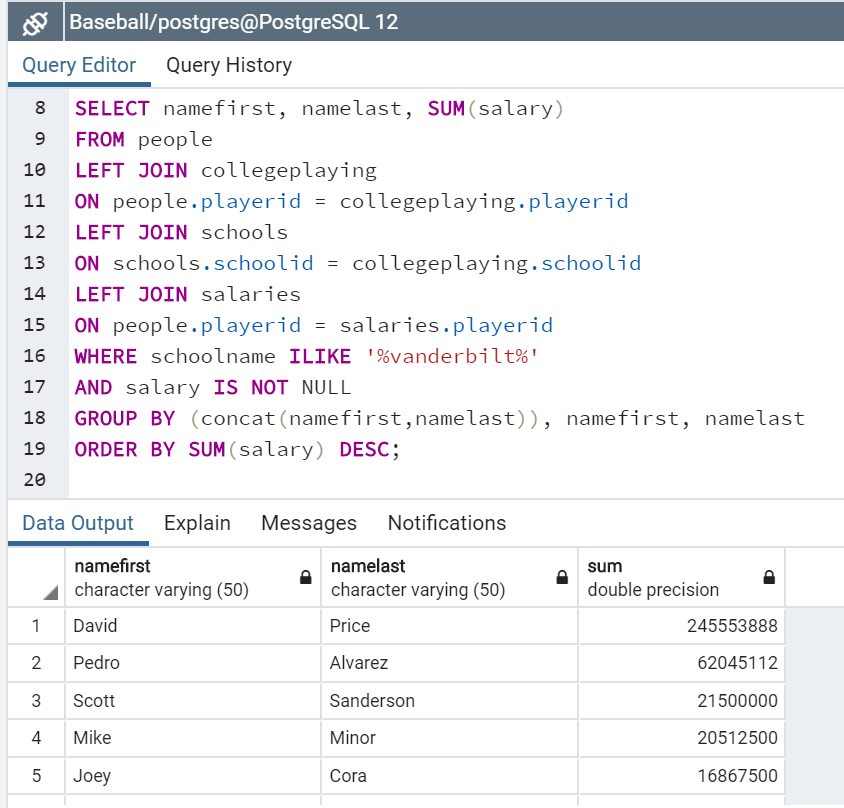 Baseball/postgres@PostgreSQL 12
Query Editor Query History
8 SELECT namefirst, namelast, SUM(salary)
9 FROM people
10 LEFT JOIN collegeplaying
11 ON people.playerid = collegeplaying.playerid
12 LEFT JOIN schools
13 ON schools.schoolid = collegeplaying.schoolid
14 LEFT JOIN salaries
15 ON people.playerid = salaries.playerid
16 WHERE schoolname ILIKE '%vanderbilt%'
17 AND salary IS NOT NULL
18 GROUP BY (concat(namefirst,namelast)), namefirst, namelast
19 ORDER BY SUM(salary) DESC;
20
Data Output Explain Messages Notifications
namefirst namelast sum
character varying (50) character varying (50) double precision
1 David Price 245553888
2 Pedro Alvarez 62045112
3 Scott Sanderson 21500000
4 Mike Minor 20512500
5 Joey Cora 16867500